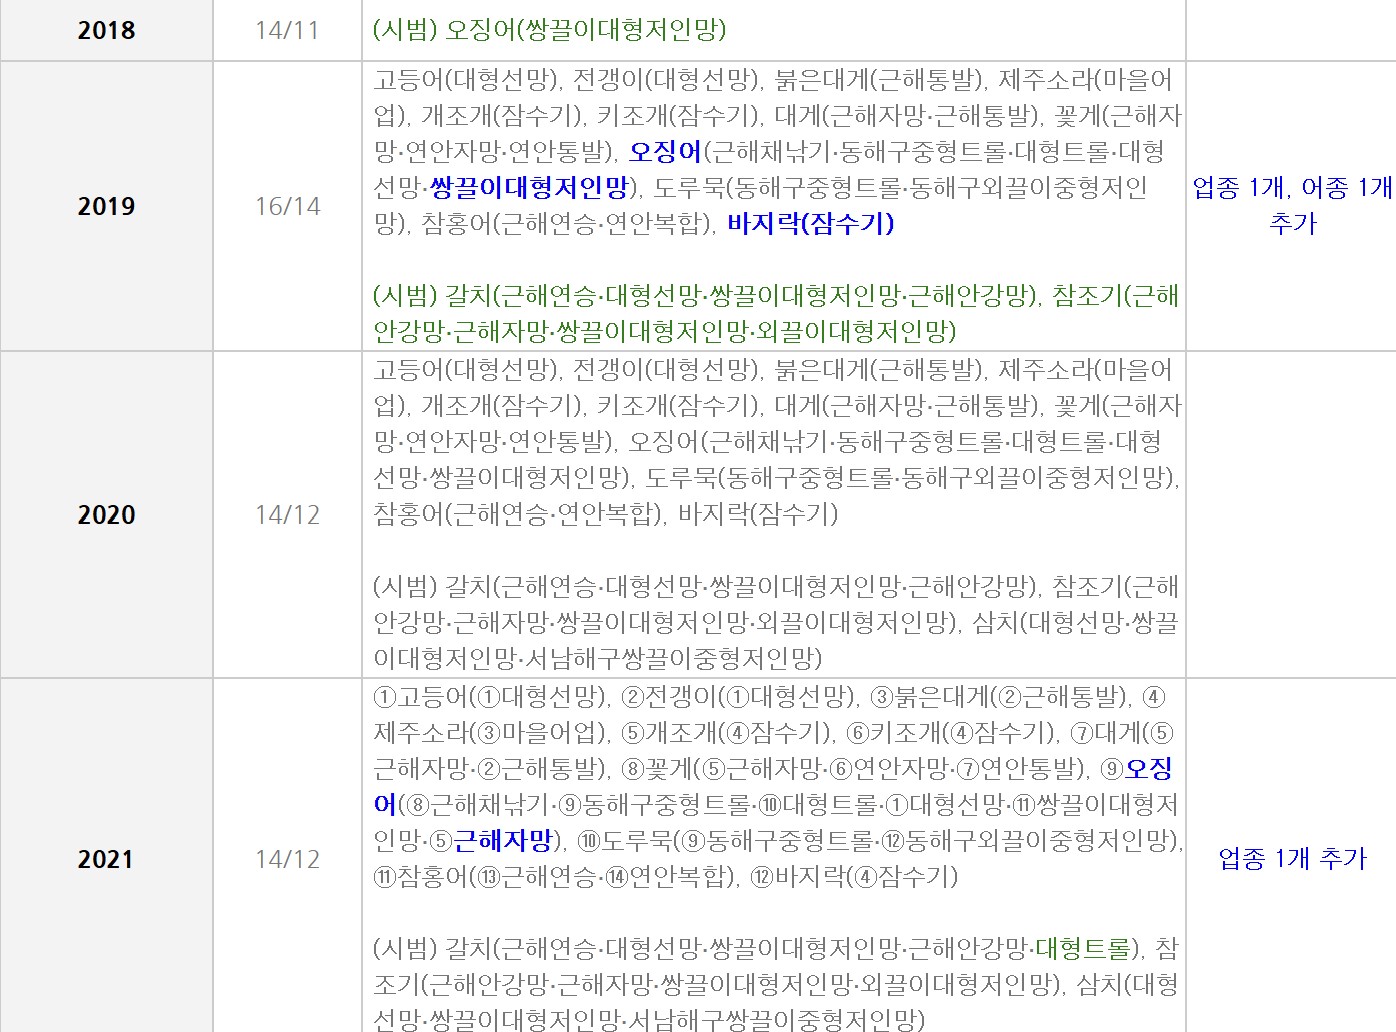 2018
14/11
(시범) 오징어(쌍끌이대형저인망)
2019
16/14
고등어(대형선망), 전갱이(대형선망), 붉은대게(근해통발), 제주소라(마을어
업), 개조개(잠수기), 키조개(잠수기), 대게(근해자망·근해통발), 꽃게(근해자
망·연안자망·연안통발), 오징어(근해채낚기·동해구중형트롤·대형트롤·대형
선망·쌍끌이대형저인망), 도루묵(동해구중형트롤·동해구외끌이중형저인
망), 참홍어(근해연승·연안복합), 바지락(잠수기)
(시범) 갈치(근해연승·대형선망·쌍끌이대형저인망·근해안강망), 참조기(근해
안강망·근해자망·쌍끌이대형저인망·외끌이대형저인망)
업종 1개, 어종 1개
추가
2020
14/12
고등어(대형선망), 전갱이(대형선망), 붉은대게(근해통발), 제주소라(마을어
업), 개조개(잠수기), 키조개(잠수기), 대게(근해자망·근해통발), 꽃게(근해자
망·연안자망·연안통발), 오징어(근해채낚기·동해구중형트롤·대형트롤·대형
선망·쌍끌이대형저인망), 도루묵(동해구중형트롤·동해구외끌이중형저인망),
참홍어(근해연승·연안복합), 바지락(잠수기)
(시범) 갈치(근해연승·대형선망·쌍끌이대형저인망·근해안강망), 참조기(근해
안강망·근해자망·쌍끌이대형저인망·외끌이대형저인망), 삼치(대형선망·쌍끌
이대형저인망·서남해구쌍끌이중형저인망)
2021
14/12
①고등어(①대형선망), ②전갱이(①대형선망), ③붉은대게(②근해통발), ④
제주소라(③마을어업), ⑤개조개(④잠수기), ⑥키조개(④잠수기), ⑦대게(⑤
근해자망·②근해통발), ⑧꽃게(⑤근해자망·⑥연안자망·⑦연안통발), ⑨오징
어(⑧근해채낚기·⑨동해구중형트롤·⑩대형트롤·①대형선망·⑪쌍끌이대형저
인망·⑤근해자망), ⑩도루묵(⑨동해구중형트롤·⑫동해구외끌이중형저인망),
⑪참홍어(⑬근해연승·⑭연안복합), ⑫바지락(④잠수기)
(시범) 갈치(근해연승·대형선망·쌍끌이대형저인망·근해안강망·대형트롤), 참
조기(근해안강망·근해자망·쌍끌이대형저인망·외끌이대형저인망), 삼치(대형
선망·쌍끌이대형저인망·서남해구쌍끌이중형저인망)
업종 1개 추가